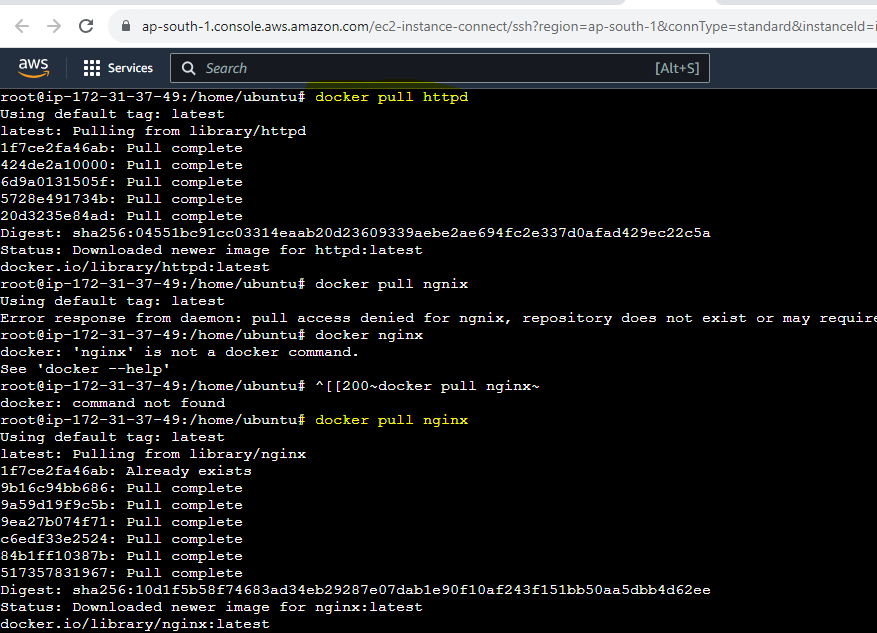 ap-south-1.console.aws.amazon.com/ec2-instance-connect/ssh?region=ap-south-1&connType=standard&instanceId=
aws Services Search [Alt+S]
root@ip-172-31-37-49:/home/ubuntu# docker pull httpd
Using default tag: latest
latest: Pulling from library/httpd
1f7ce2fa46ab: Pull complete
424de2a10000: Pull complete
6d9a0131505f: Pull complete
5728e491734b: Pull complete
20d3235e84ad: Pull complete
Digest: sha256:04551bc91cc03314eaab20d23609339aebe2ae694fc2e337d0afad429ec22c5a
Status: Downloaded newer image for httpd:latest
docker.io/library/httpd:latest
root@ip-172-31-37-49:/home/ubuntu# docker pull ngnix
Using default tag: latest
Error response from daemon: pull access denied for ngnix, repository does not exist or may require
root@ip-172-31-37-49:/home/ubuntu# docker nginx
docker: 'nginx' is not a docker command.
See 'docker --help'
root@ip-172-31-37-49:/home/ubuntu# ^[[200~docker pull nginx~
docker: command not found
root@ip-172-31-37-49:/home/ubuntu# docker pull nginx
Using default tag: latest
latest: Pulling from library/nginx
1f7ce2fa46ab: Already exists
9b16c94bb686: Pull complete
9a59d19f9c5b: Pull complete
9ea27b074f71: Pull complete
c6edf33e2524: Pull complete
84b1ff10387b: Pull complete
517357831967: Pull complete
Digest: sha256:10d1f5b58f74683ad34eb29287e07dab1e90f10af243f151bb50aa5dbb4d62ee
Status: Downloaded newer image for nginx:latest
docker.io/library/nginx:latest